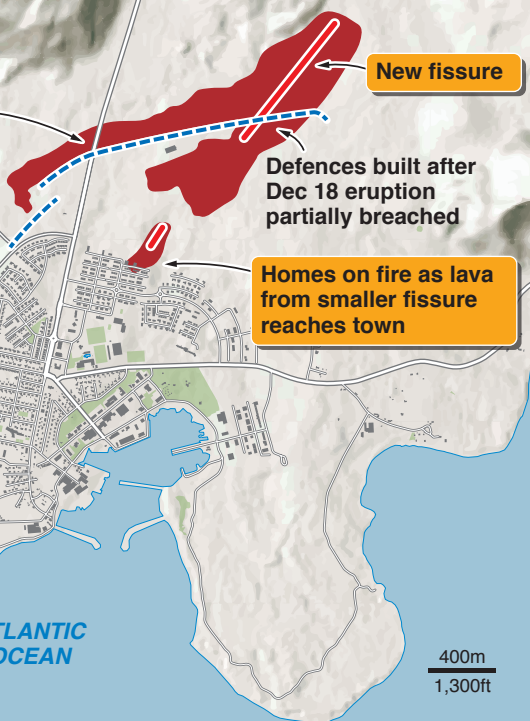 New fissure
Defences built after
Dec 18 eruption
partially breached
Homes on fire as lava
from smaller fissure
reaches town
TLANTIC
OCEAN
400m
1,300ft